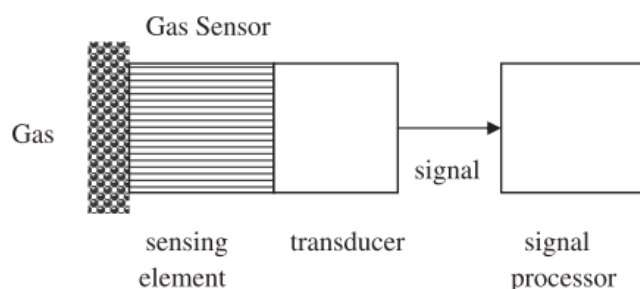 Gas Sensor
Gas
signal
sensing
element
transducer
signal
processor